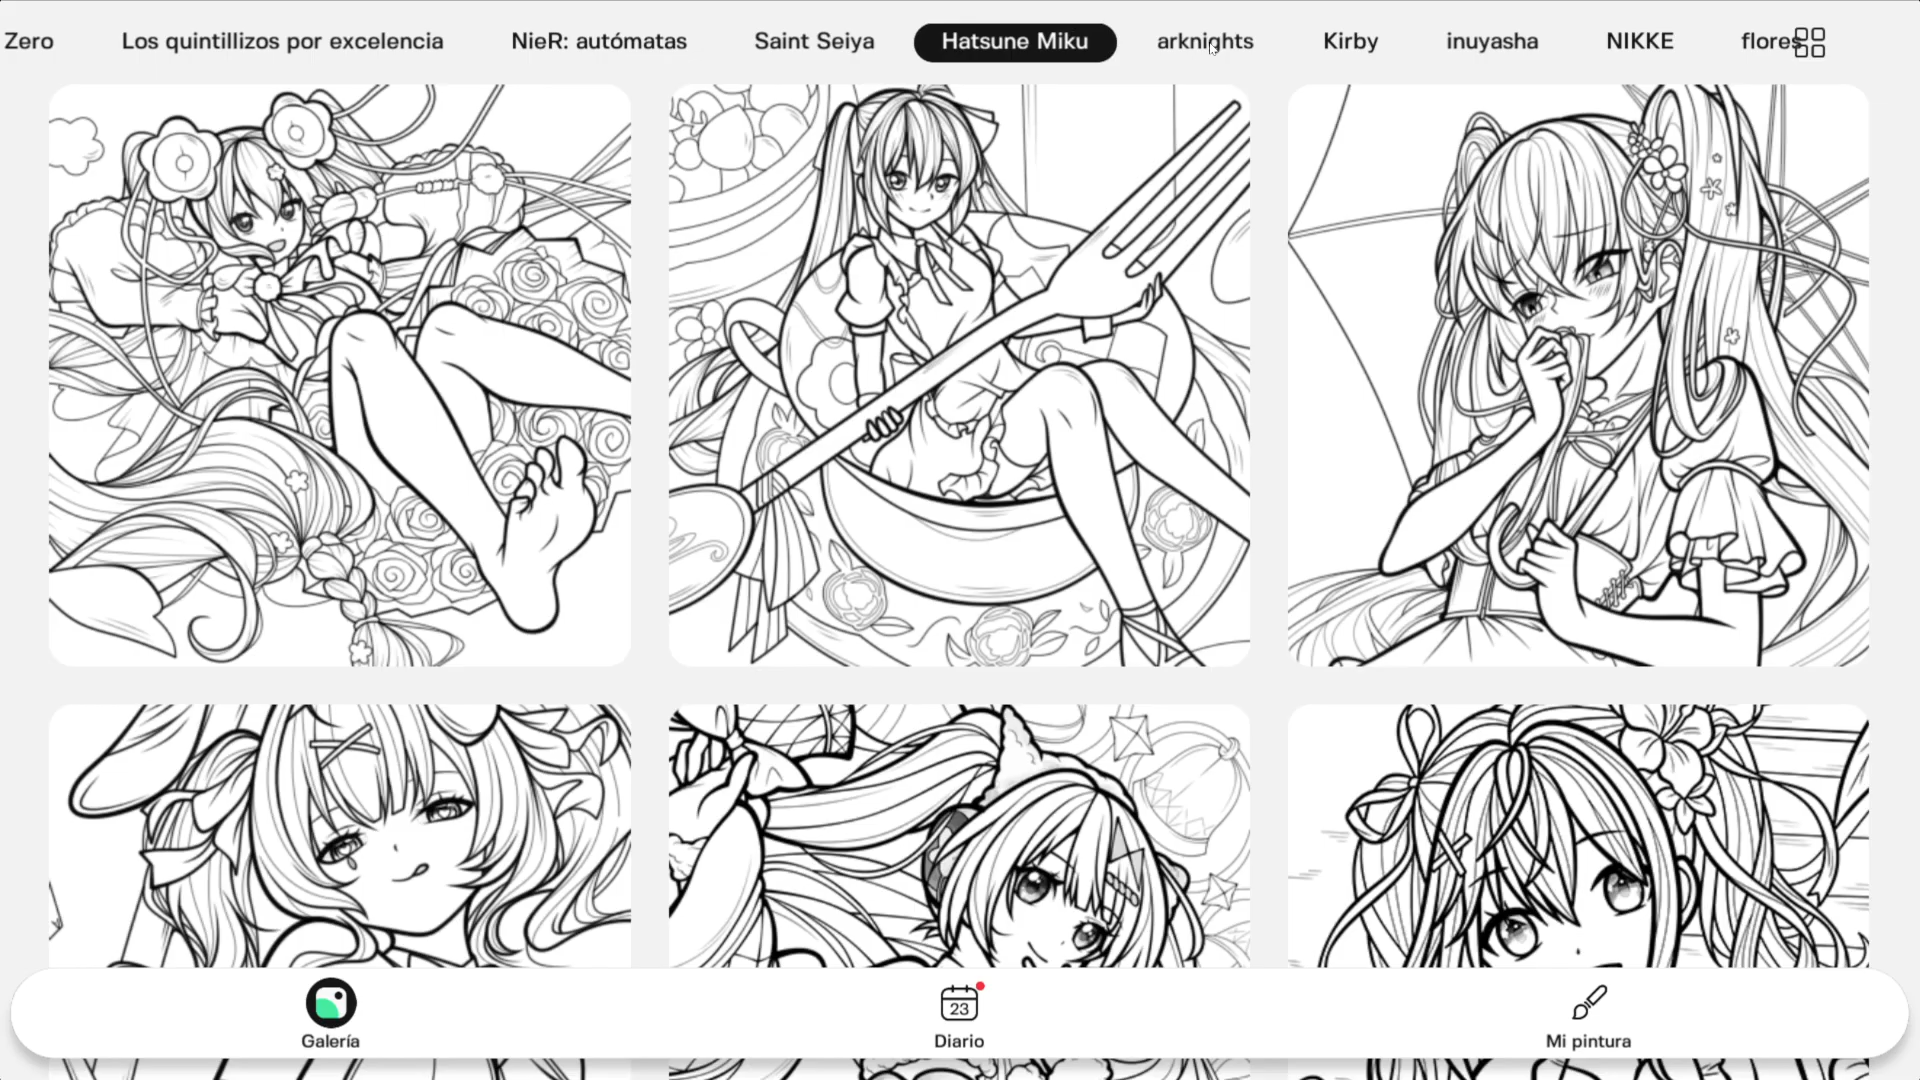 Zero Los quintillizos por excelencia NieR: autómatas Saint Seiya Hatsune Miku arknights Kirby inuyasha NIKKE flores
23
Galería Diario Mi pintura